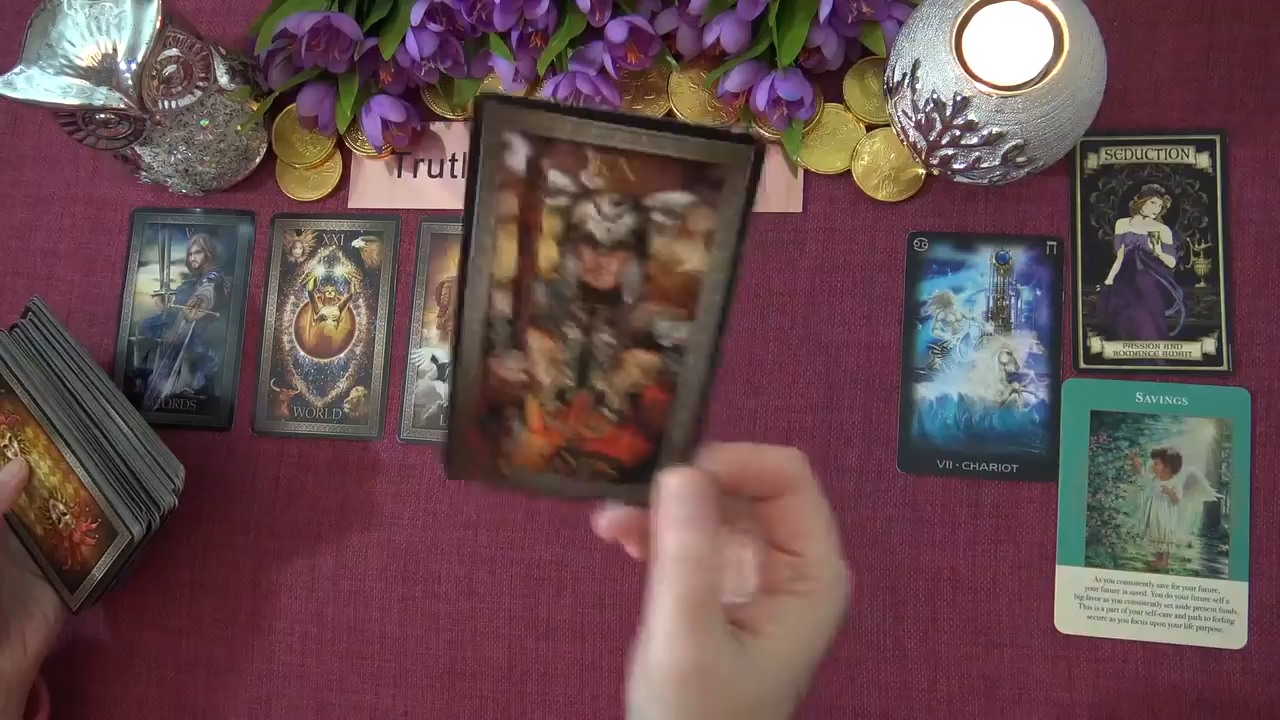 Truth
V
XXI
SWORDS
WORLD
SEDUCTION
PASSION AND
ROMANCE AWAIT
VII · CHARIOT
SAVINGS
As you consistently save for your future,
your future is saved. You do your future self a
big favor as you consistently set aside present funds.
This is a part of your self-care and path to feeling
secure as you focus upon your life purpose.